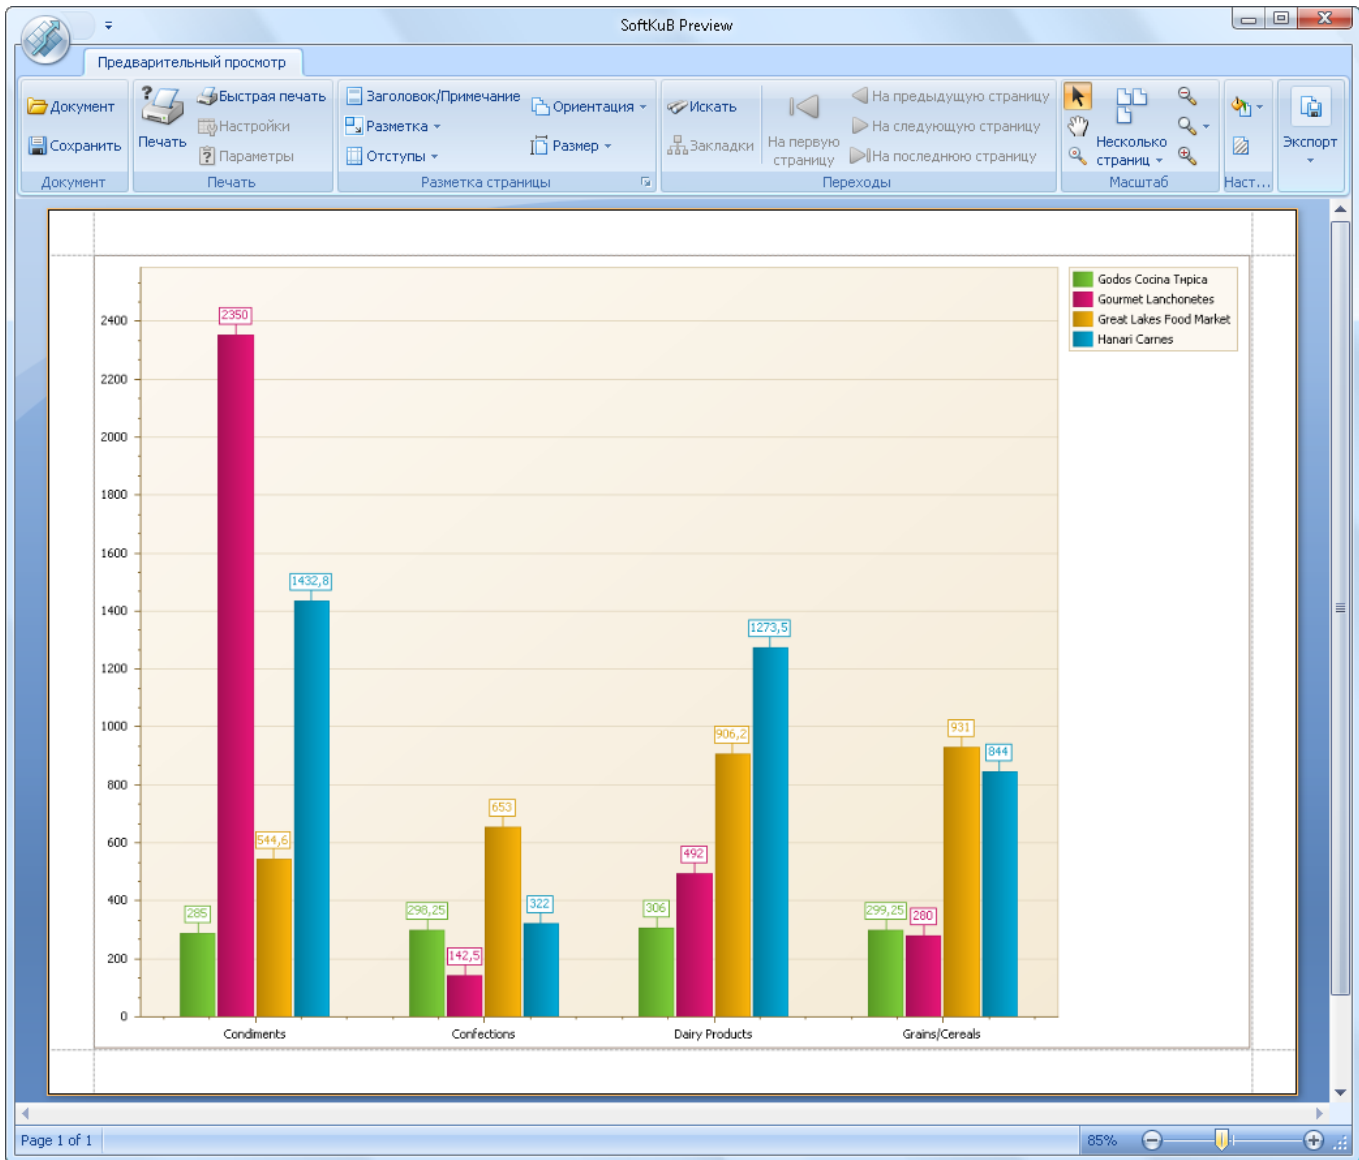 SoftKuB Preview
Предварительный просмотр
Документ
Сохранить
Документ
?
Печать
Быстрая печать
Настройки
Параметры
Печать
Заголовок/Примечание
Разметка
Отступы
Ориентация
Размер
Разметка страницы
Искать
Закладки
На первую
страницу
На предыдущую страницу
На следующую страницу
На последнюю страницу
Переходы
Несколько
страниц
Масштаб
Наст...
Экспорт
Godos Cocina Tнpica
Gourmet Lanchonetes
Great Lakes Food Market
Hanari Carnes
2400
2200
2000
1800
1600
1400
1200
1000
800
600
400
200
0
285
2350
544,6
1432,8
298,25
142,5
653
322
306
492
906,2
1273,5
299,25
280
931
844
Condiments
Confections
Dairy Products
Grains/Cereals
Page 1 of 1
85%